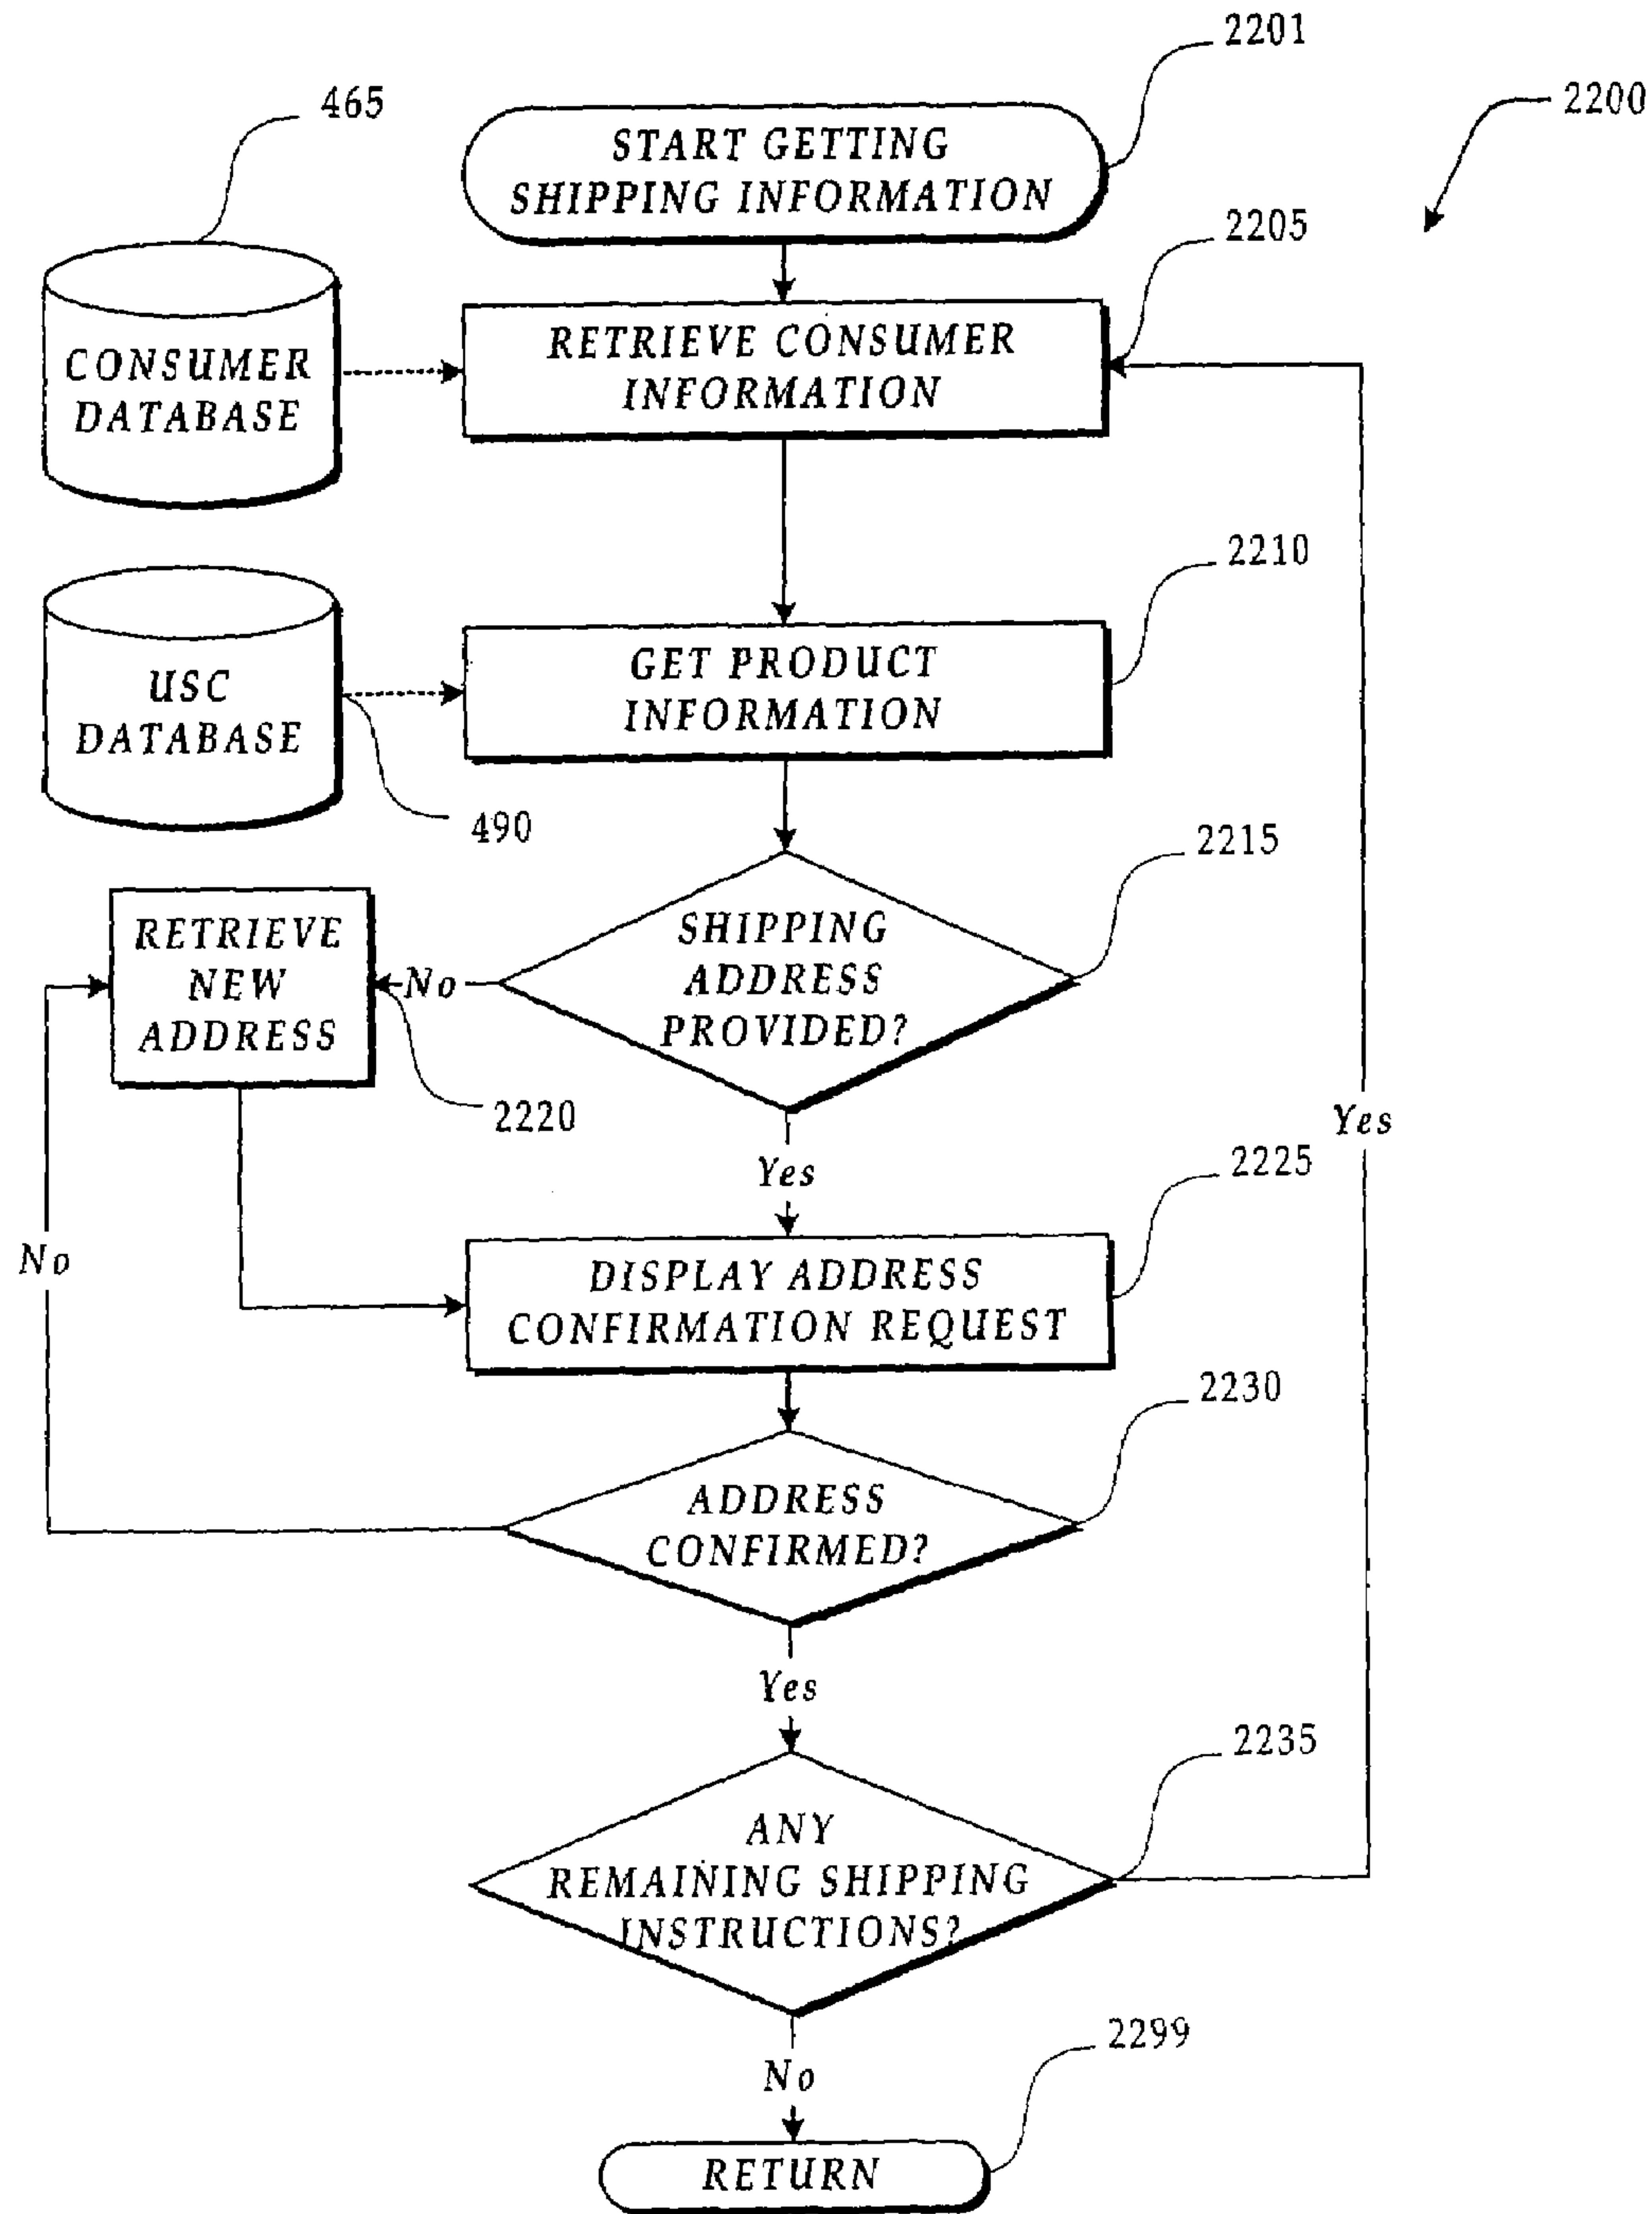 2201
2200
465
START GETTING
SHIPPING INFORMATION
2205
CONSUMER
DATABASE
RETRIEVE CONSUMER
INFORMATION
2210
USC
DATABASE
GET PRODUCT
INFORMATION
490
2215
RETRIEVE
NEW
ADDRESS
No
SHIPPING
ADDRESS
PROVIDED?
2220
Yes
Yes
2225
No
DISPLAY ADDRESS
CONFIRMATION REQUEST
2230
ADDRESS
CONFIRMED?
Yes
2235
ANY
REMAINING SHIPPING
INSTRUCTIONS?
2299
No
RETURN